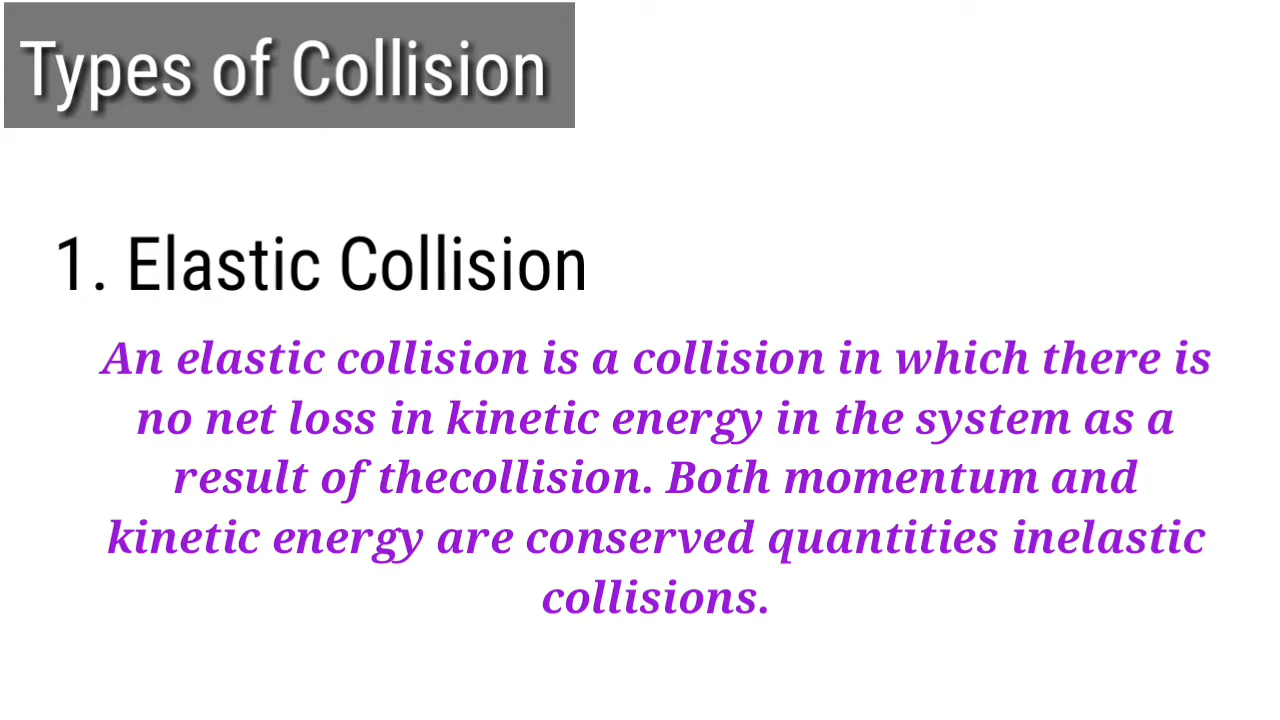 Types of Collision
1. Elastic Collision
An elastic collision is a collision in which there is
no net loss in kinetic energy in the system as a
result of thecollision. Both momentum and
kinetic energy are conserved quantities inelastic
collisions.